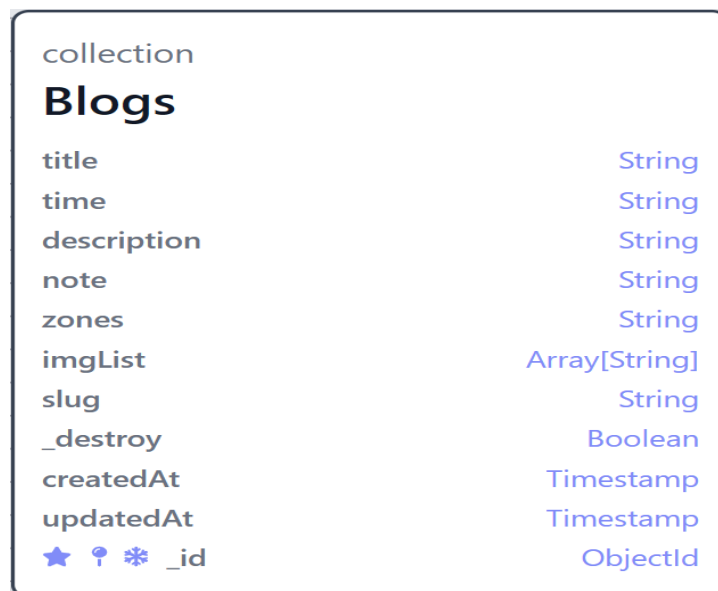 collection
Blogs
title String
time String
description String
note String
zones String
imgList Array[String]
slug String
_destroy Boolean
createdAt Timestamp
updatedAt Timestamp
_id ObjectId